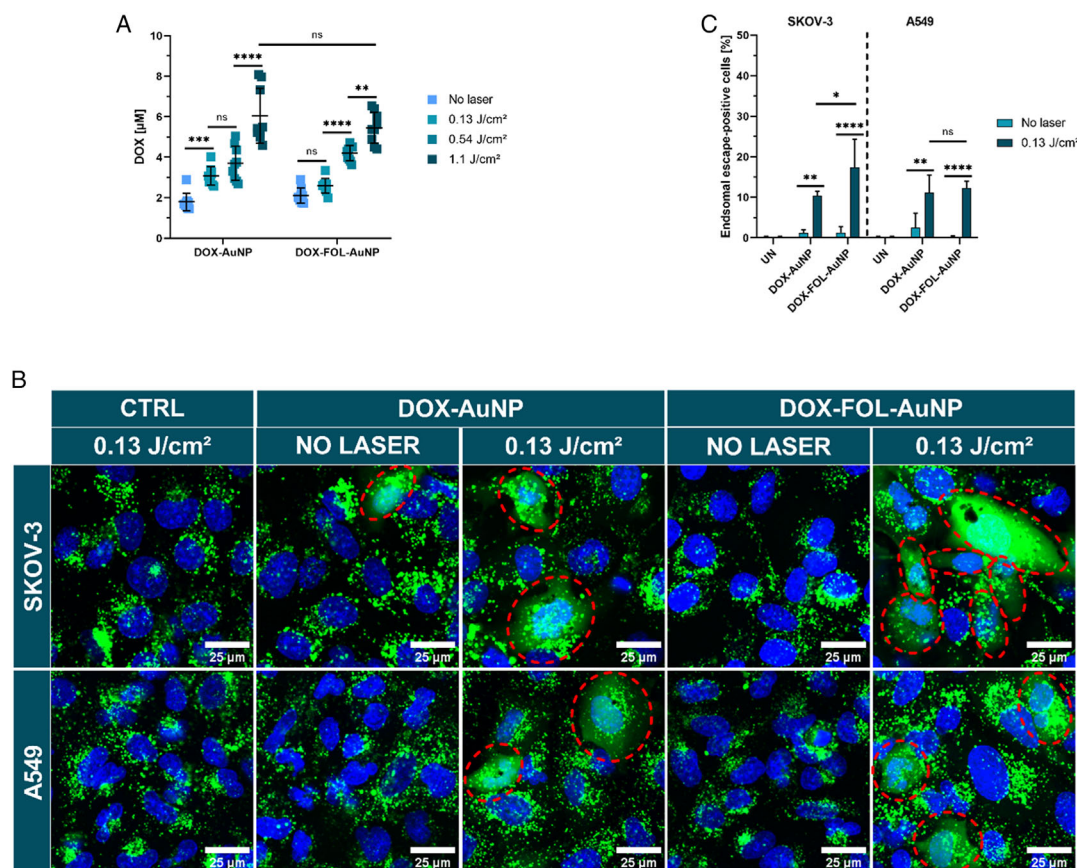 A
DOX [µM]
10
8
6
4
2
0
ns
****
**
ns
****
***
ns
DOX-AuNP
DOX-FOL-AuNP
No laser
0.13 J/cm²
0.54 J/cm²
1.1 J/cm²
C
SKOV-3
A549
Endsomal escape-positive cells [%]
50
40
30
20
10
0
*
****
**
ns
**
****
UN
DOX-AuNP
DOX-FOL-AuNP
UN
DOX-AuNP
DOX-FOL-AuNP
No laser
0.13 J/cm²
B
CTRL
DOX-AuNP
DOX-FOL-AuNP
0.13 J/cm²
NO LASER
0.13 J/cm²
NO LASER
0.13 J/cm²
SKOV-3
25 µm
25 µm
25 µm
25 µm
25 µm
A549
25 µm
25 µm
25 µm
25 µm
25 µm